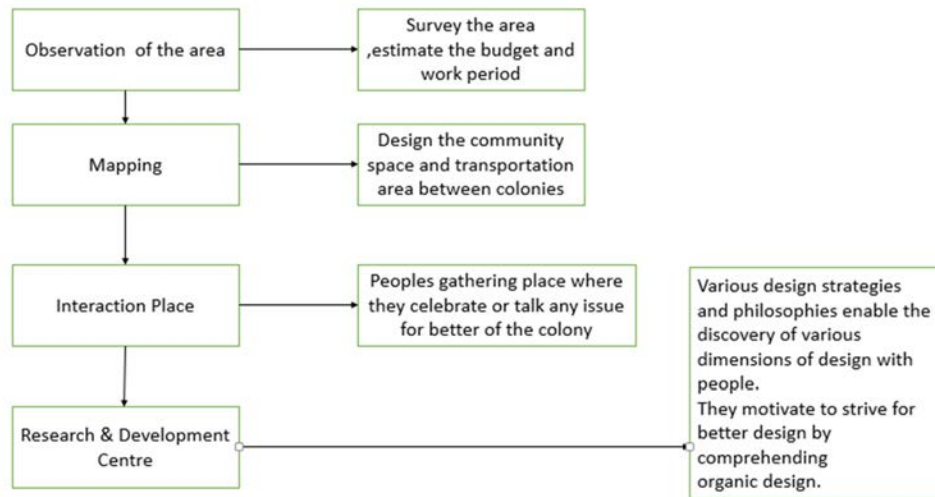 Observation of the area
Survey the area
,estimate the budget and
work period
Mapping
Design the community
space and transportation
area between colonies
Interaction Place
Peoples gathering place where
they celebrate or talk any issue
for better of the colony
Research & Development
Centre
Various design strategies
and philosophies enable the
discovery of various
dimensions of design with
people.
They motivate to strive for
better design by
comprehending
organic design.